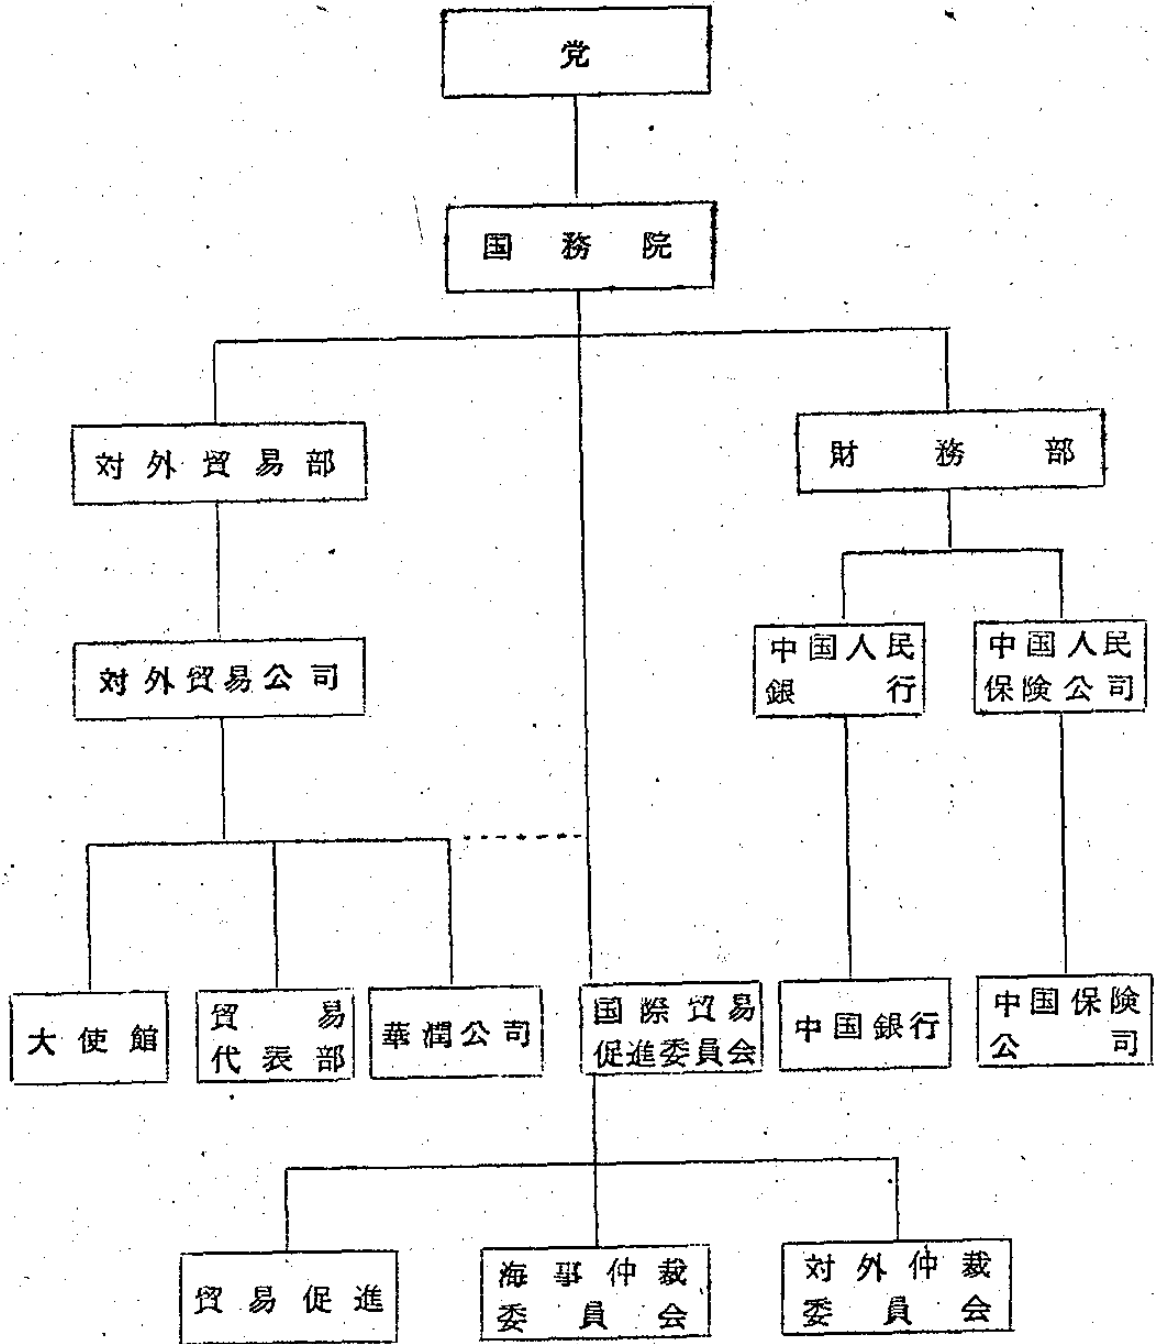 党
国務院
対外貿易部
財務部
対外貿易公司
中国人民
銀行
中国人民
保険公司
大使館
貿易
代表部
華潤公司
国際貿易
促進委員会
中国銀行
中国保険
公司
貿易促進
海事仲裁
委員会
対外仲裁
委員会